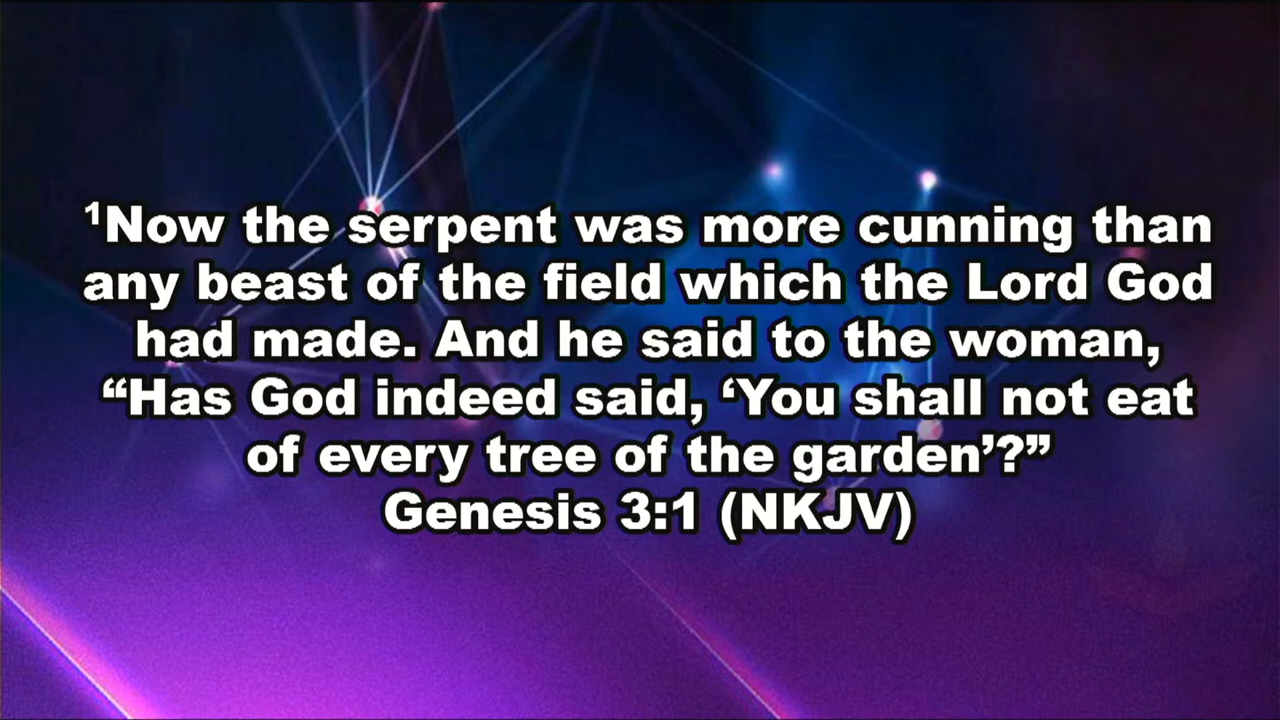 ¹Now the serpent was more cunning than
any beast of the field which the Lord God
had made. And he said to the woman,
“Has God indeed said, ‘You shall not eat
of every tree of the garden’?”
Genesis 3:1 (NKJV)